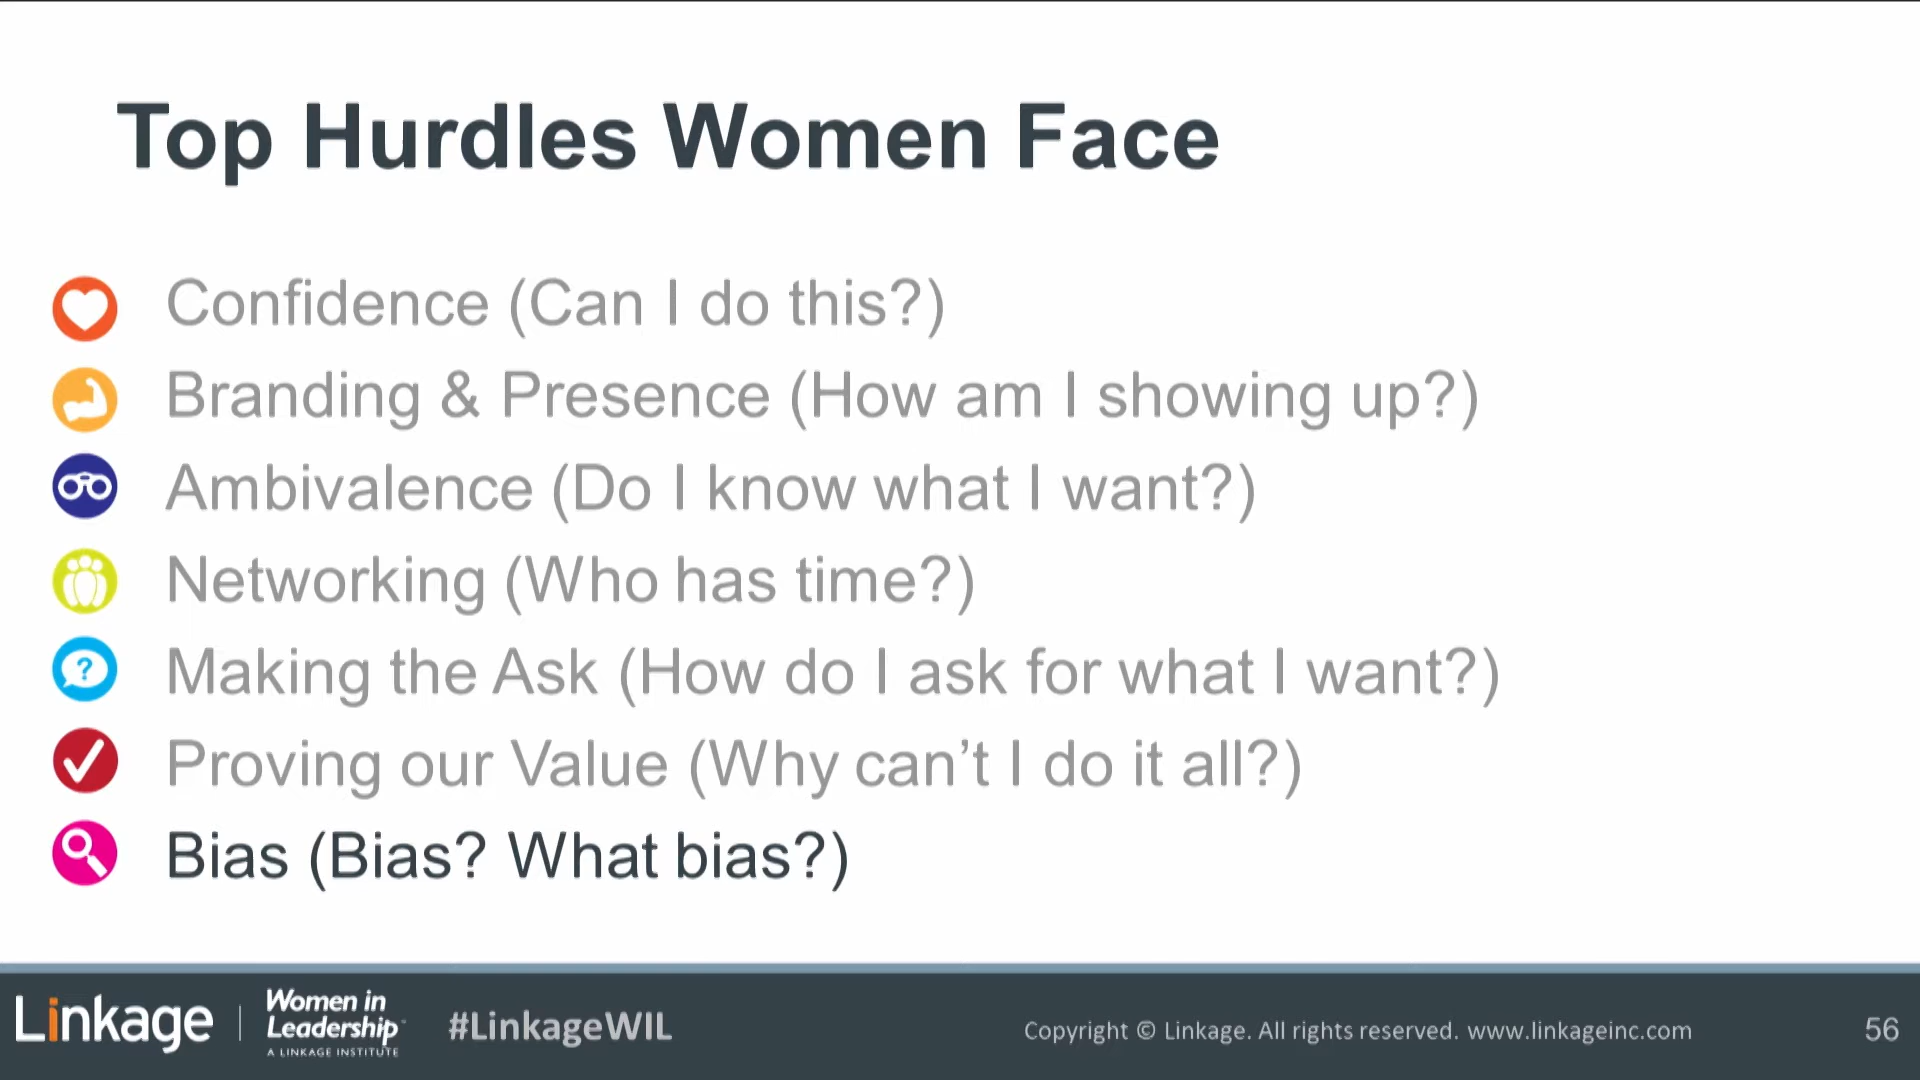 Top Hurdles Women Face
Confidence (Can I do this?)
Branding & Presence (How am I showing up?)
Ambivalence (Do I know what I want?)
Networking (Who has time?)
? Making the Ask (How do I ask for what I want?)
Proving our Value (Why can’t I do it all?)
Bias (Bias? What bias?)
Linkage
Women in
Leadership
A LINKAGE INSTITUTE
#LinkageWIL
Copyright © Linkage. All rights reserved. www.linkageinc.com
56